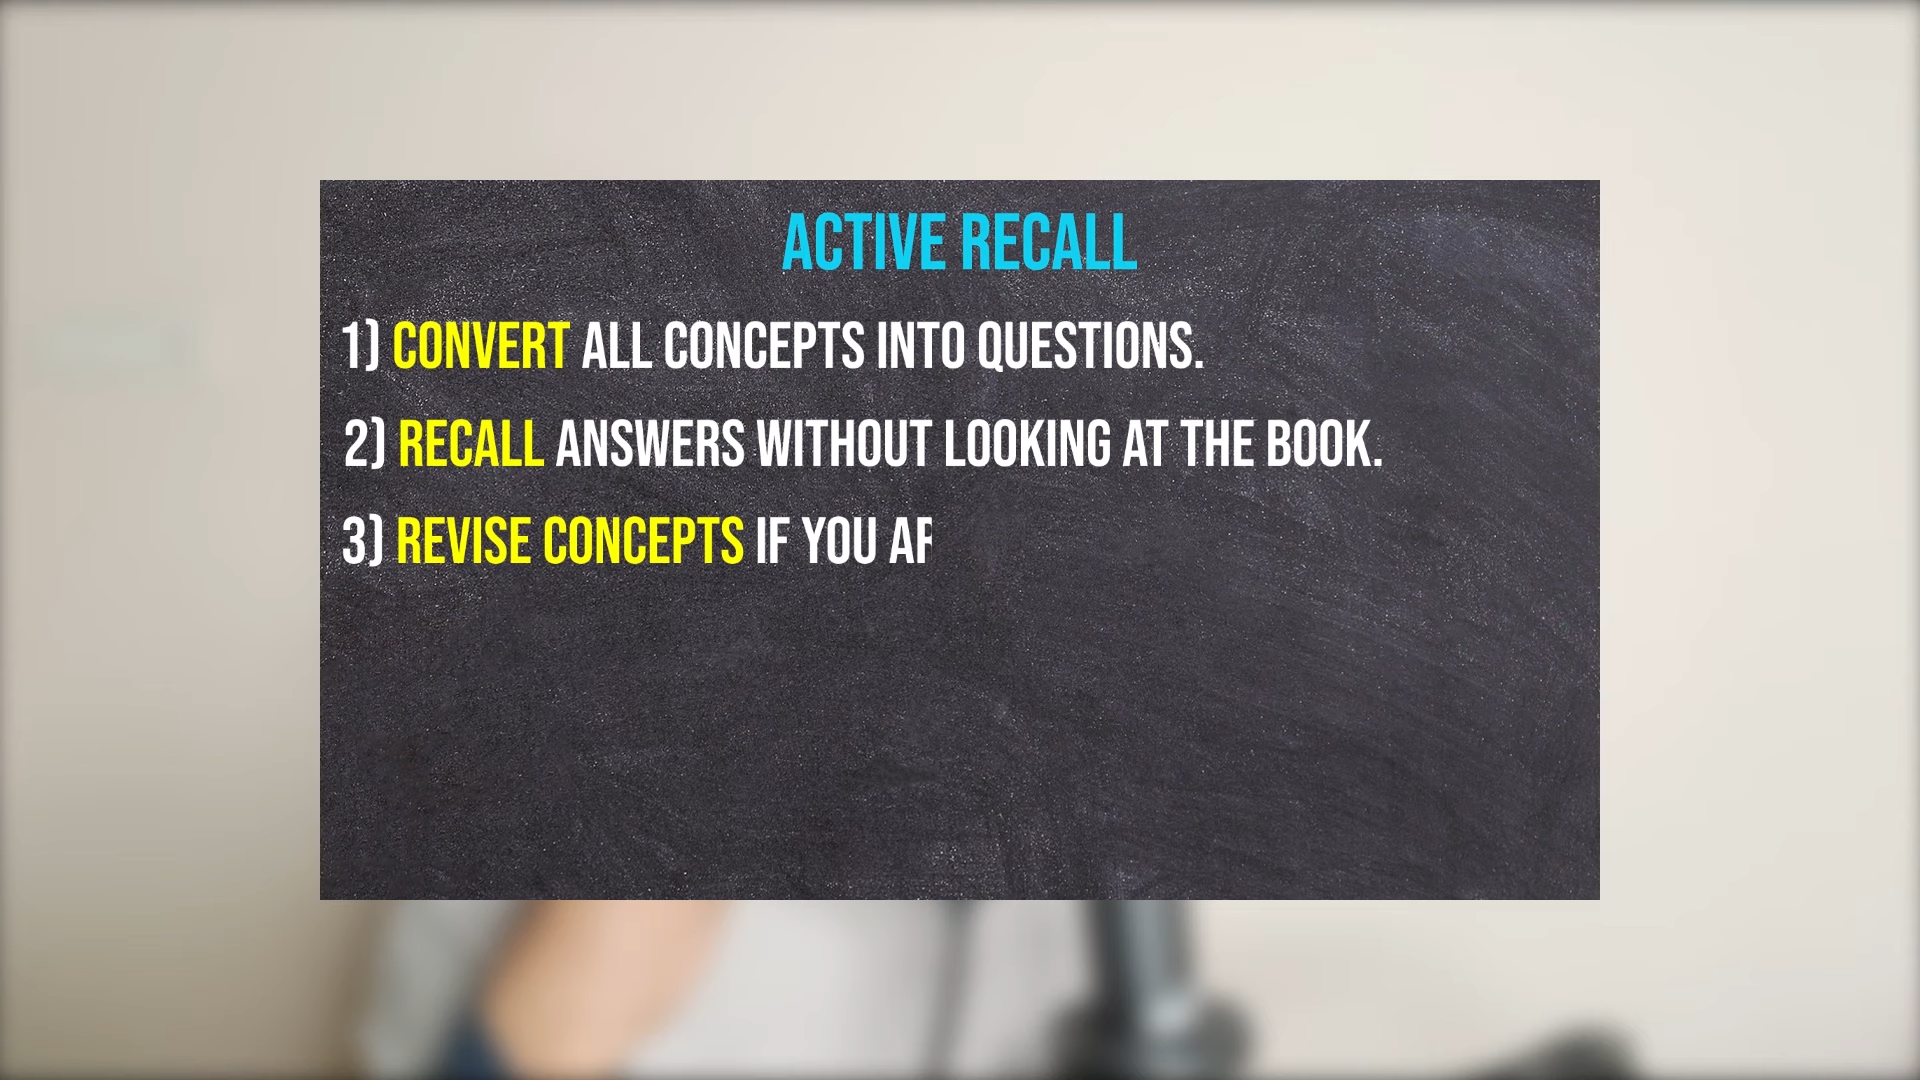 ACTIVE RECALL
1) CONVERT ALL CONCEPTS INTO QUESTIONS.
2) RECALL ANSWERS WITHOUT LOOKING AT THE BOOK.
3) REVISE CONCEPTS IF YOU